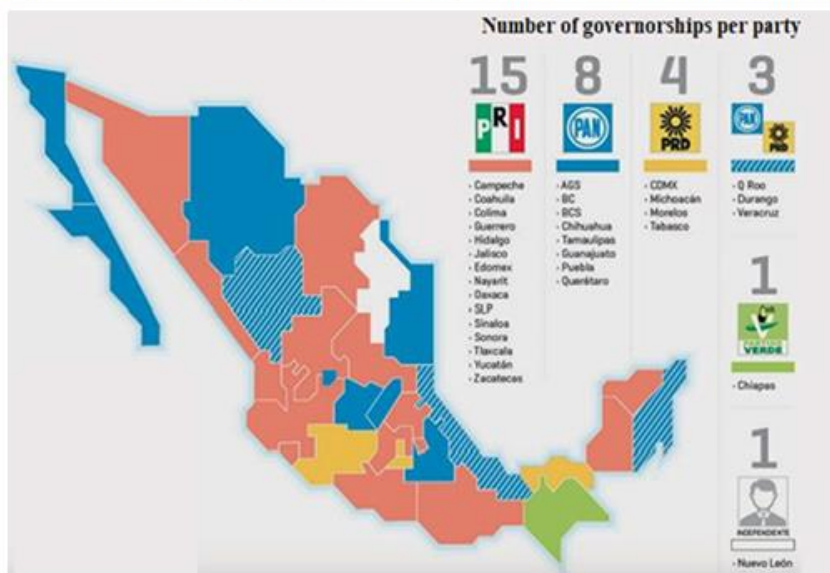 Number of governorships per party
15
PRI
- Campeche
- Coahuila
- Colima
- Guerrero
- Hidalgo
- Jalisco
- Edomex
- Nayarit
- Oaxaca
- SLP
- Sinaloa
- Sonora
- Tlaxcala
- Yucatán
- Zacatecas
8
PAN
- AGS
- BC
- BCS
- Chihuahua
- Tamaulipas
- Guanajuato
- Puebla
- Querétaro
4
PRD
- CDMX
- Michoacán
- Morelos
- Tabasco
3
PAN
PRD
- Q Roo
- Durango
- Veracruz
1
VERDE
- Chiapas
1
INDEPENDIENTE
- Nuevo León